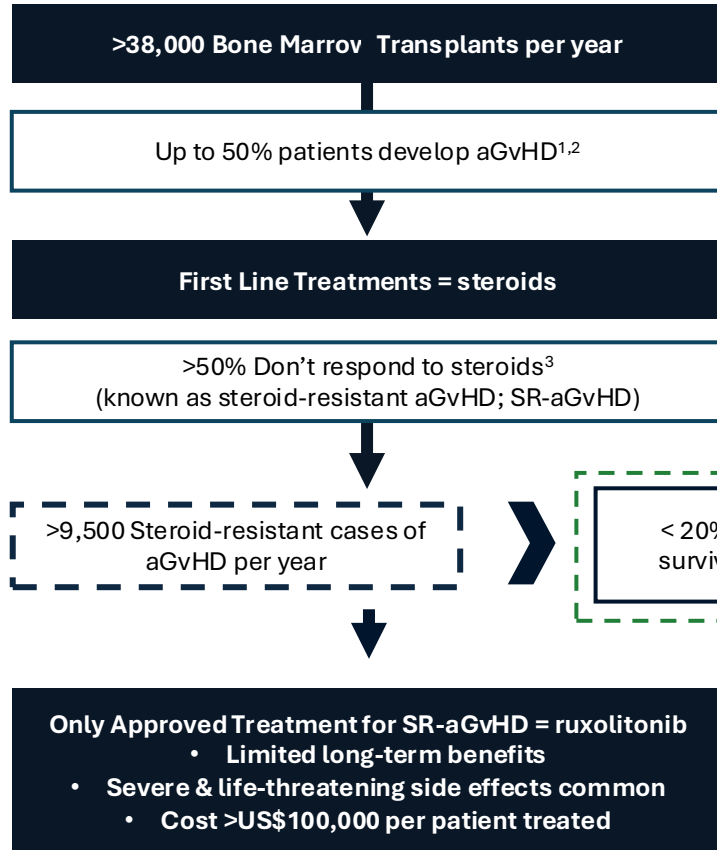 >38,000 Bone Marrow Transplants per year
Up to 50% patients develop aGvHD¹,²
First Line Treatments = steroids
>50% Don’t respond to steroids³
(known as steroid-resistant aGvHD; SR-aGvHD)
>9,500 Steroid-resistant cases of
aGvHD per year
< 20%
Only Approved Treatment for SR-aGvHD = ruxolitonib
• Limited long-term benefits
• Severe & life-threatening side effects common
• Cost >US$100,000 per patient treated